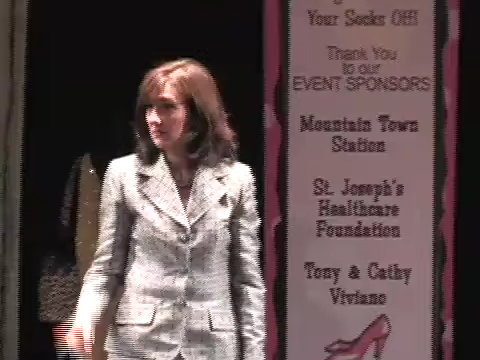 Your Socks Off!
Thank You
to our
EVENT SPONSORS
Mountain Town
Station
St. Joseph's
Healthcare
Foundation
Tony & Cathy
Viviano